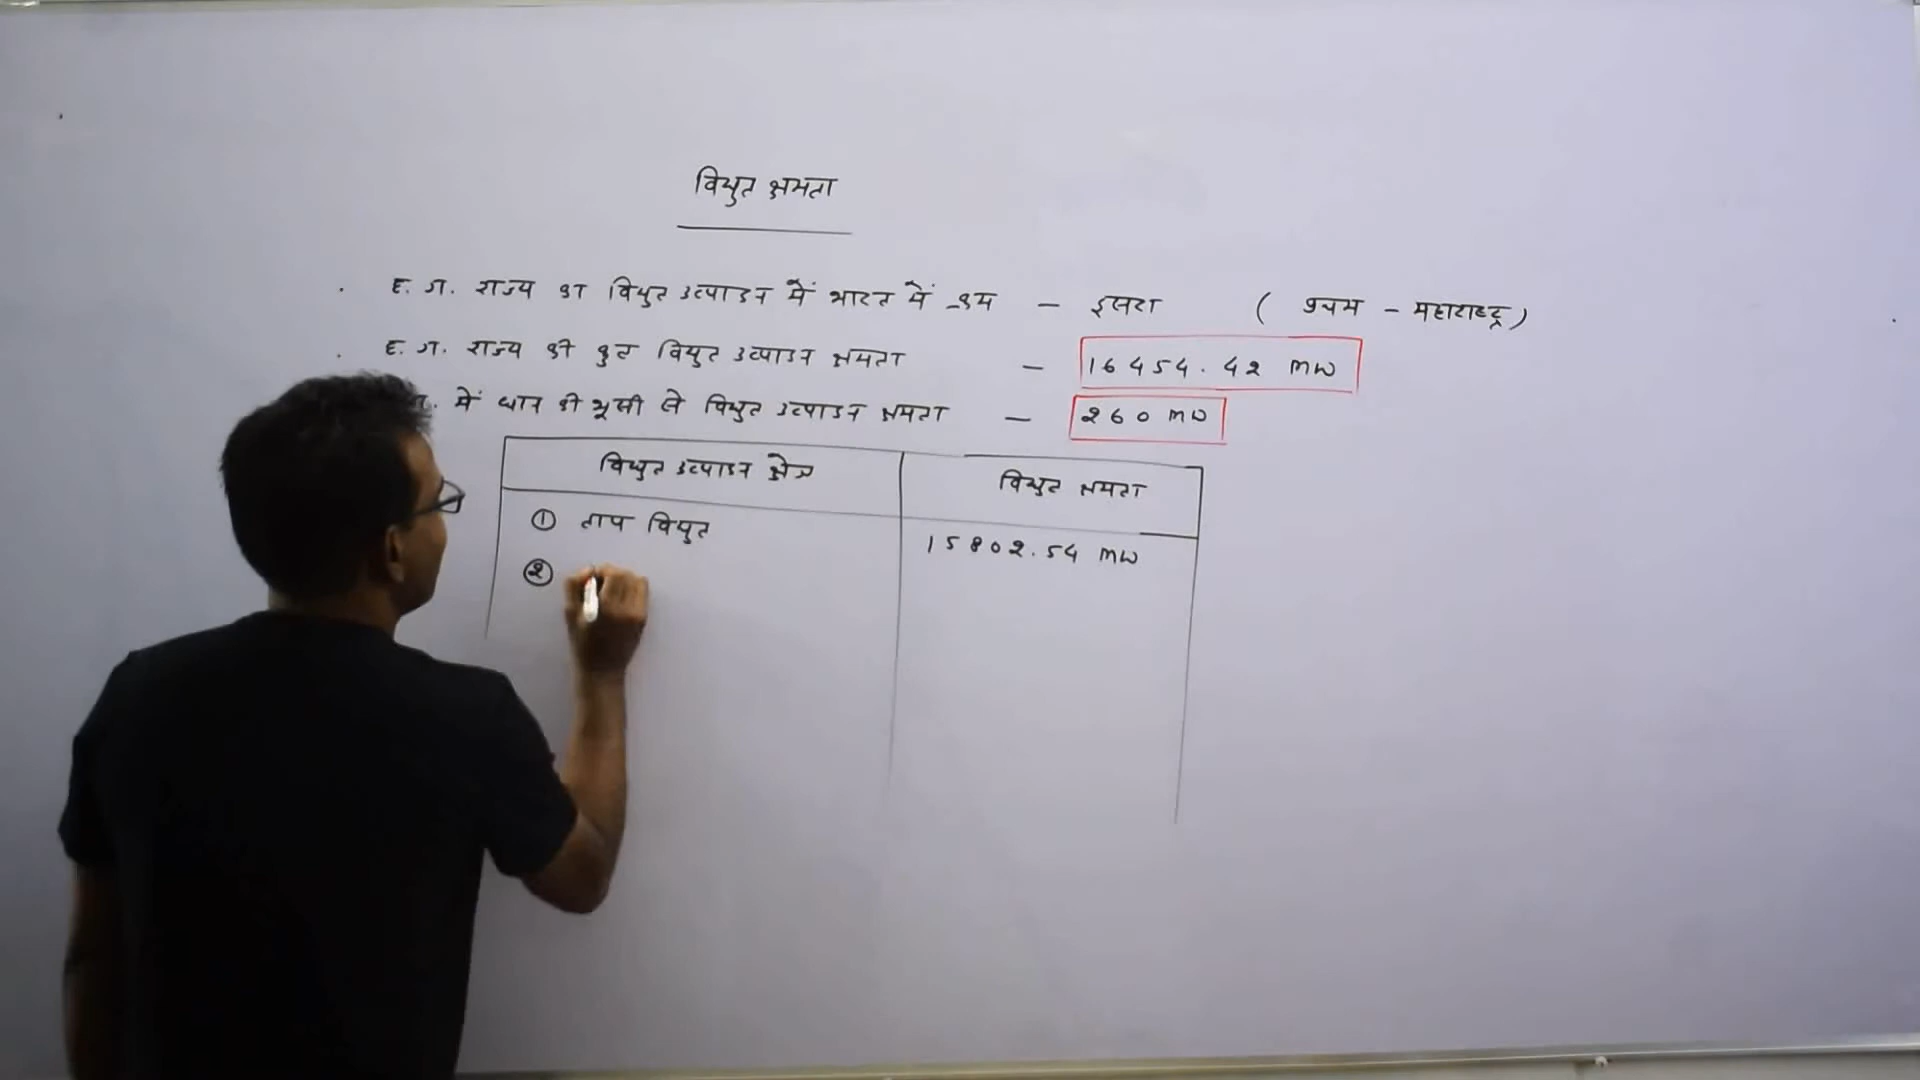 विद्युत क्षमता
. छ. ग. राज्य का विद्युत उत्पादन में भारत में क्रम – दूसरा ( प्रथम – महाराष्ट्र )
. छ. ग. राज्य की कुल विद्युत उत्पादन क्षमता – 16454.42 MW
ग. में धान की भूसी से विद्युत उत्पादन क्षमता – 260 MW
विद्युत उत्पादन क्षेत्र विद्युत क्षमता
① ताप विद्युत 15802.54 MW
②